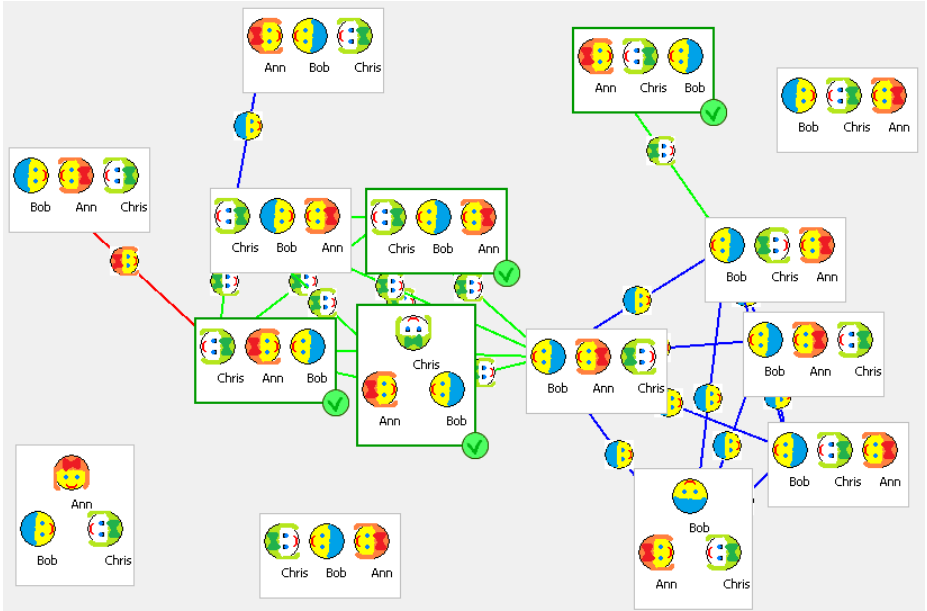 Ann Bob Chris
Ann Chris Bob
Bob Chris Ann
Bob Ann Chris
Chris Bob Ann
Chris Bob Ann
Bob Chris Ann
Chris Ann Bob
Chris
Ann Bob
Bob Ann Chris
Bob Ann Chris
Bob Chris Ann
Ann
Bob Chris
Chris Bob Ann
Bob
Ann Chris